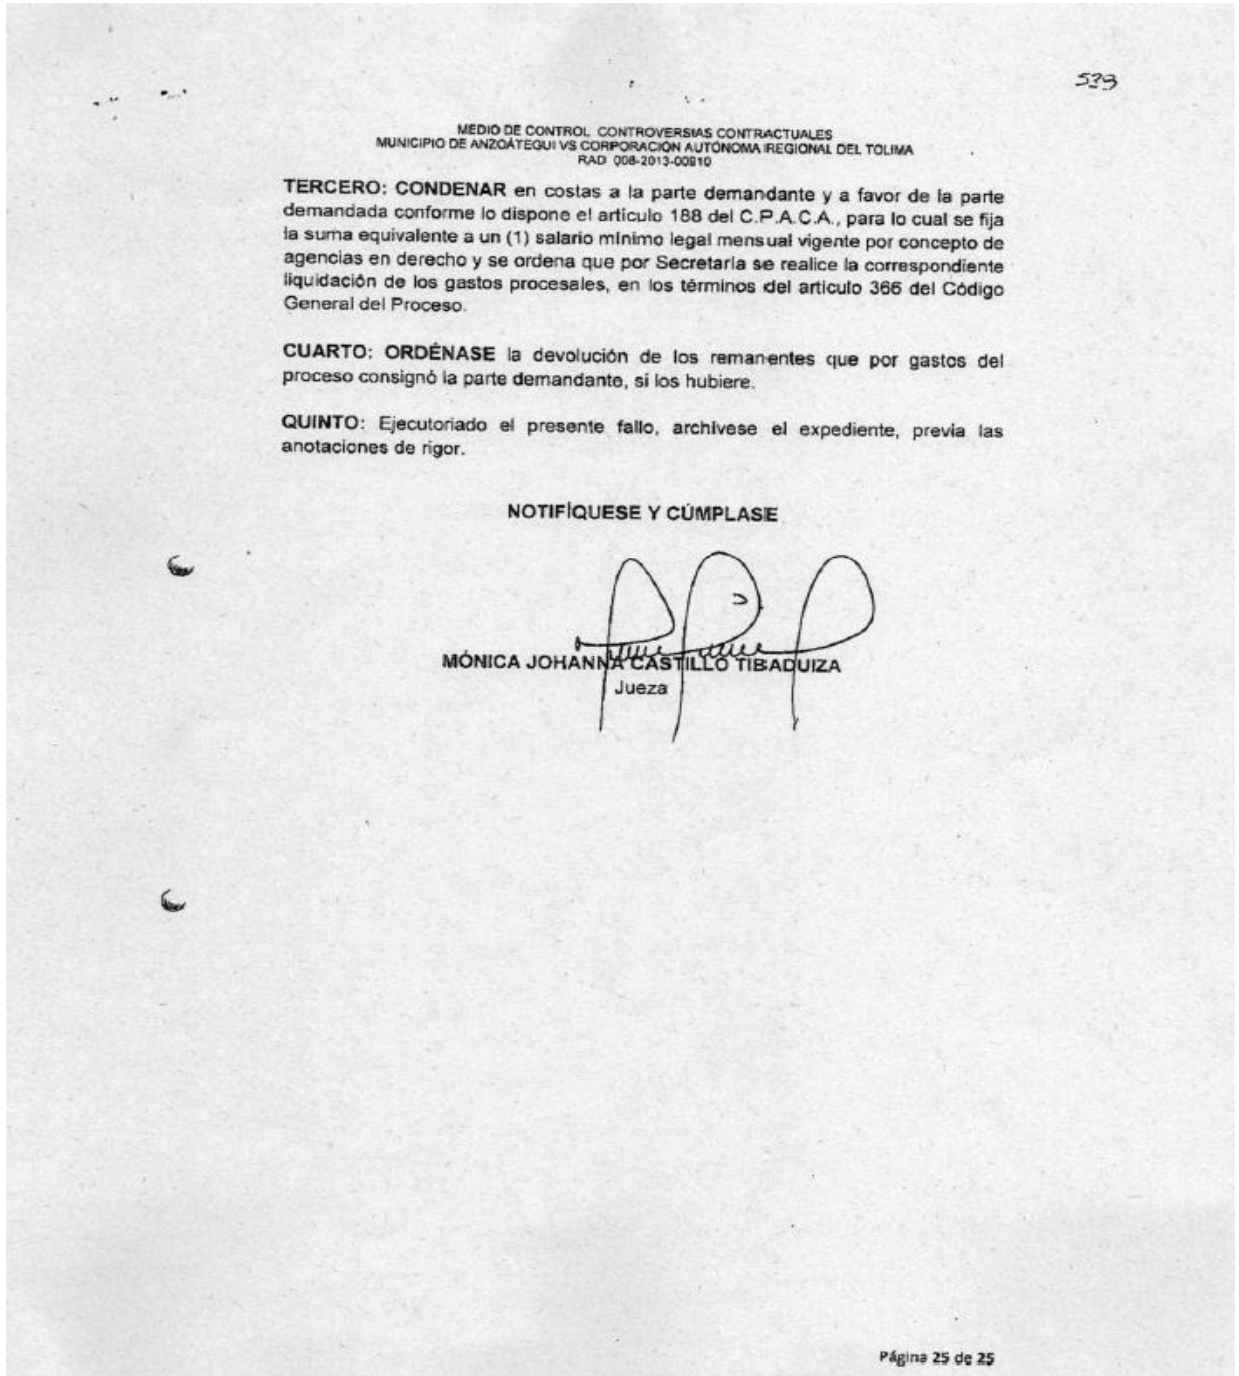 533
MEDIO DE CONTROL CONTROVERSIAS CONTRACTUALES
MUNICIPIO DE ANZOÁTEGUI VS CORPORACIÓN AUTÓNOMA REGIONAL DEL TOLIMA
RAD 008-2013-00910
TERCERO: CONDENAR en costas a la parte demandante y a favor de la parte
demandada conforme lo dispone el artículo 188 del C.P.A.C.A., para lo cual se fija
la suma equivalente a un (1) salario mínimo legal mensual vigente por concepto de
agencias en derecho y se ordena que por Secretaría se realice la correspondiente
liquidación de los gastos procesales, en los términos del artículo 366 del Código
General del Proceso.
CUARTO: ORDÉNASE la devolución de los remanentes que por gastos del
proceso consignó la parte demandante, si los hubiere.
QUINTO: Ejecutoriado el presente fallo, archívese el expediente, previa las
anotaciones de rigor.
NOTIFÍQUESE Y CÚMPLASE
MÓNICA JOHANNA CASTILLO TIBADUIZA
Jueza
Página 25 de 25